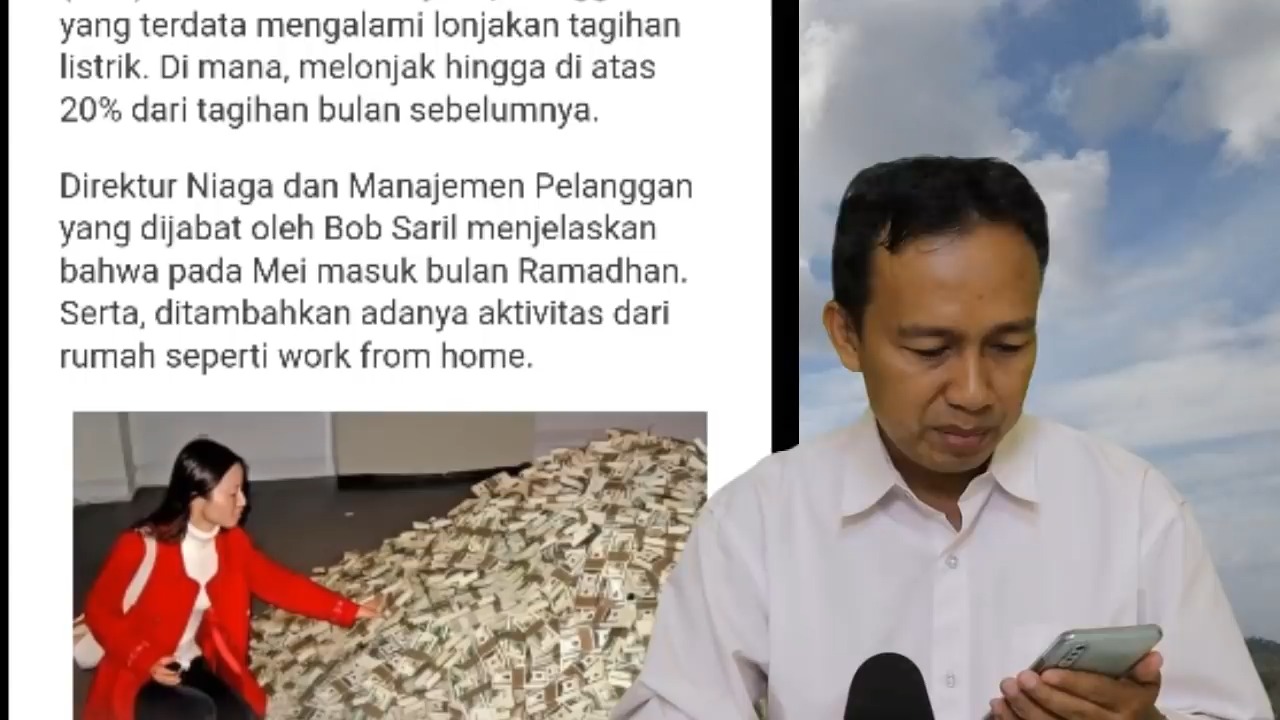 yang terdata mengalami lonjakan tagihan
listrik. Di mana, melonjak hingga di atas
20% dari tagihan bulan sebelumnya.
Direktur Niaga dan Manajemen Pelanggan
yang dijabat oleh Bob Saril menjelaskan
bahwa pada Mei masuk bulan Ramadhan.
Serta, ditambahkan adanya aktivitas dari
rumah seperti work from home.